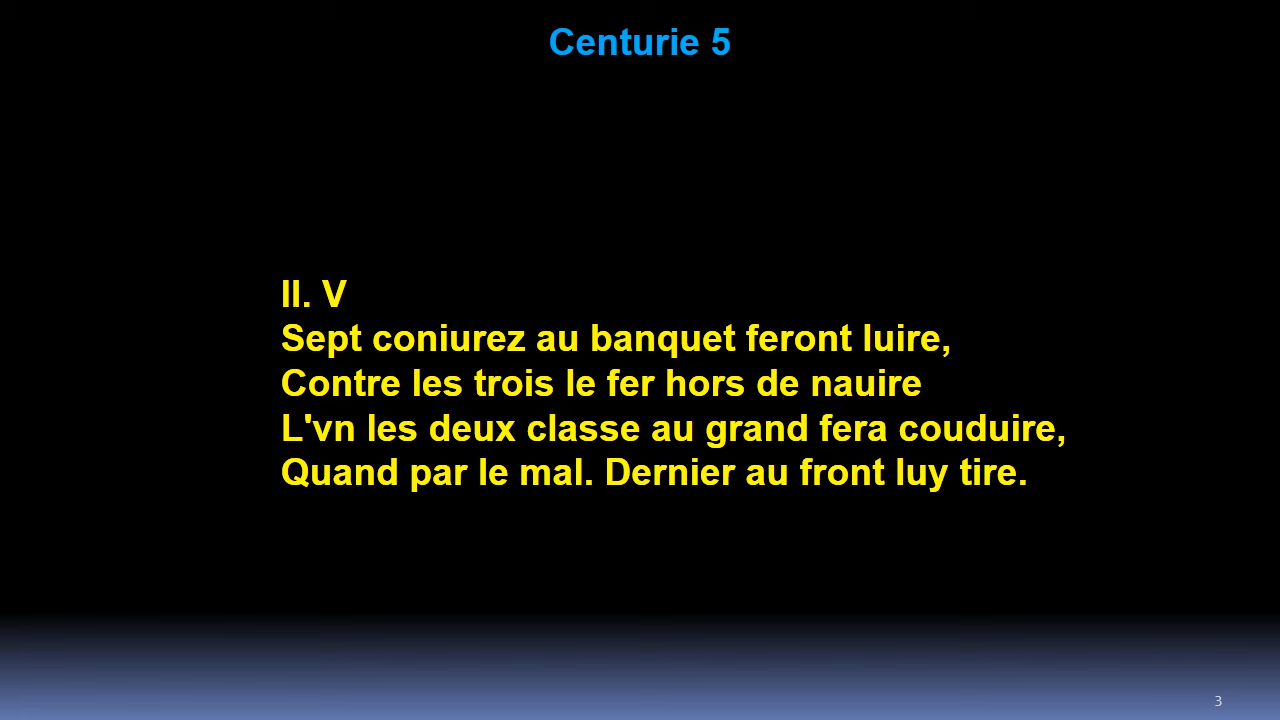 Centurie 5
II. V
Sept coniurez au banquet feront luire,
Contre les trois le fer hors de nauire
L'vn les deux classe au grand fera couduire,
Quand par le mal. Dernier au front luy tire.
3